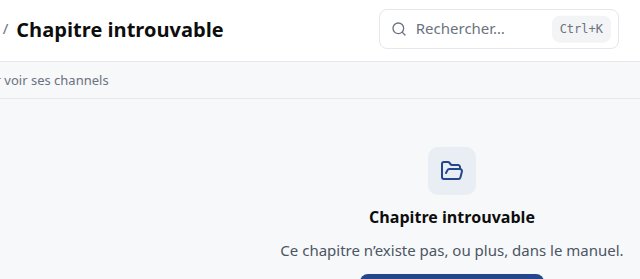 / Chapitre introuvable
Rechercher...
Ctrl+K
voir ses channels
Chapitre introuvable
Ce chapitre n’existe pas, ou plus, dans le manuel.